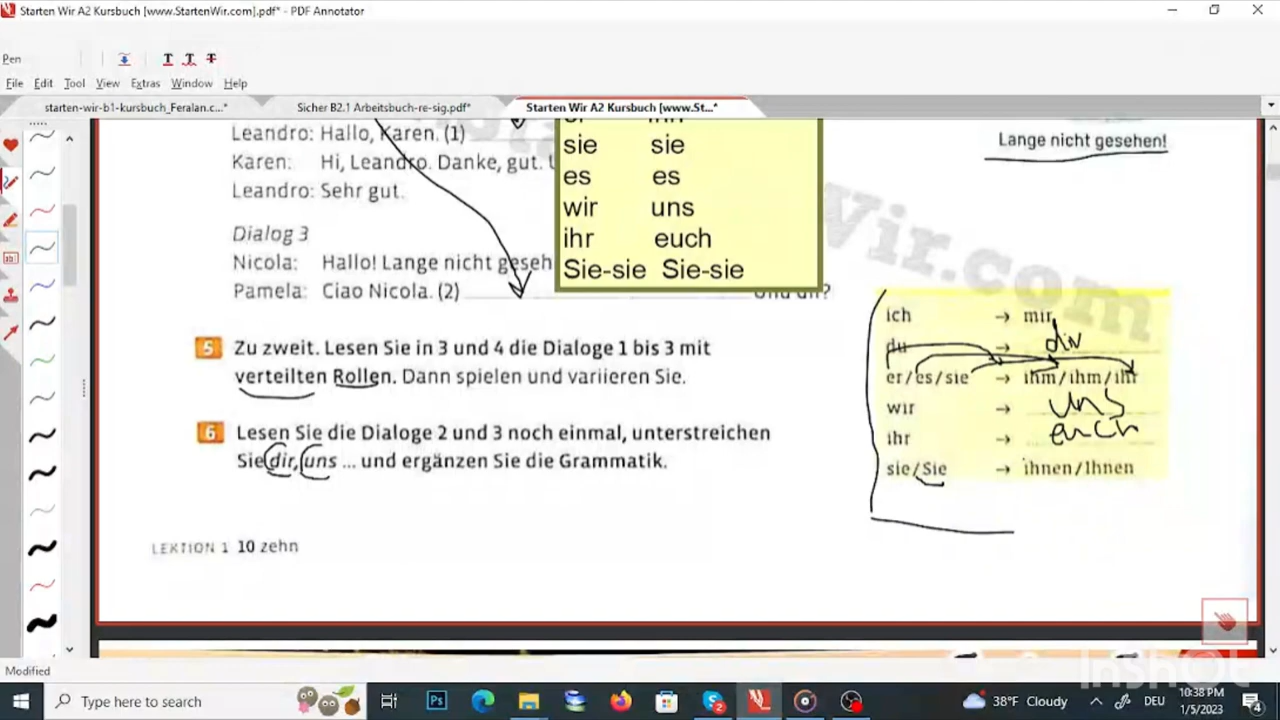 Starten Wir A2 Kursbuch [www.StartenWir.com].pdf* - PDF Annotator
Pen
File Edit Tool View Extras Window Help
starten-wir-b1-kursbuch_Feralan.c...*
Sicher B2.1 Arbeitsbuch-re-sig.pdf*
Starten Wir A2 Kursbuch [www.St...*
Leandro: Hallo, Karen. (1)
Karen: Hi, Leandro. Danke, gut.
Leandro: Sehr gut.
Dialog 3
Nicola: Hallo! Lange nicht geseh
Pamela: Ciao Nicola. (2) und dir?
sie sie
es es
wir uns
ihr euch
Sie-sie Sie-sie
Lange nicht gesehen!
Wir.com
5 Zu zweit. Lesen Sie in 3 und 4 die Dialoge 1 bis 3 mit
verteilten Rollen. Dann spielen und variieren Sie.
6 Lesen Sie die Dialoge 2 und 3 noch einmal, unterstreichen
Sie dir, uns ... und ergänzen Sie die Grammatik.
ich → mir
du → dir
er/es/sie → ihm/ihm/ihr
wir → uns
ihr → euch
sie/Sie → ihnen/Ihnen
LEKTION 1 10 zehn
InShot
Modified
Type here to search
Ps
2
38°F Cloudy
DEU
10:38 PM
1/5/2023
4